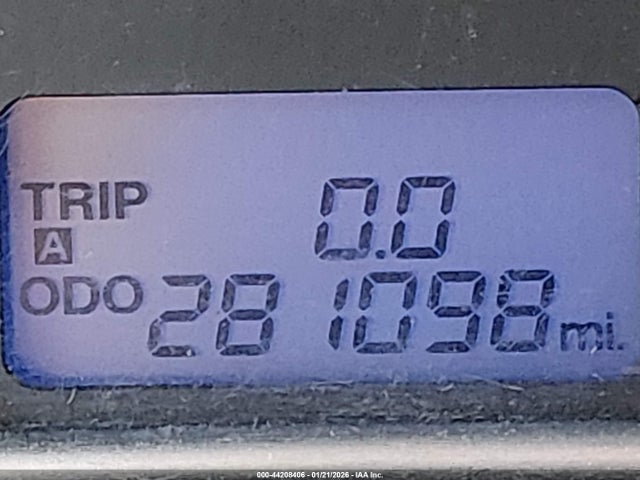 TRIP 0.0
A
ODO 281098 mi.
000-44208406 - 01/21/2026 - IAA Inc.